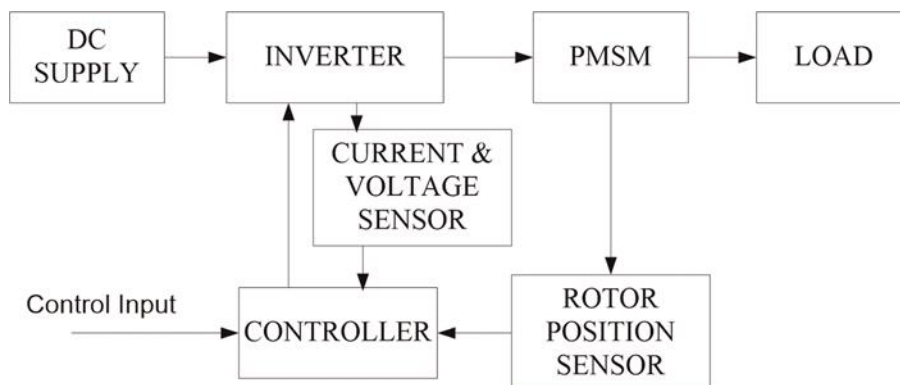 DC
SUPPLY
INVERTER
PMSM
LOAD
CURRENT &
VOLTAGE
SENSOR
Control Input
CONTROLLER
ROTOR
POSITION
SENSOR